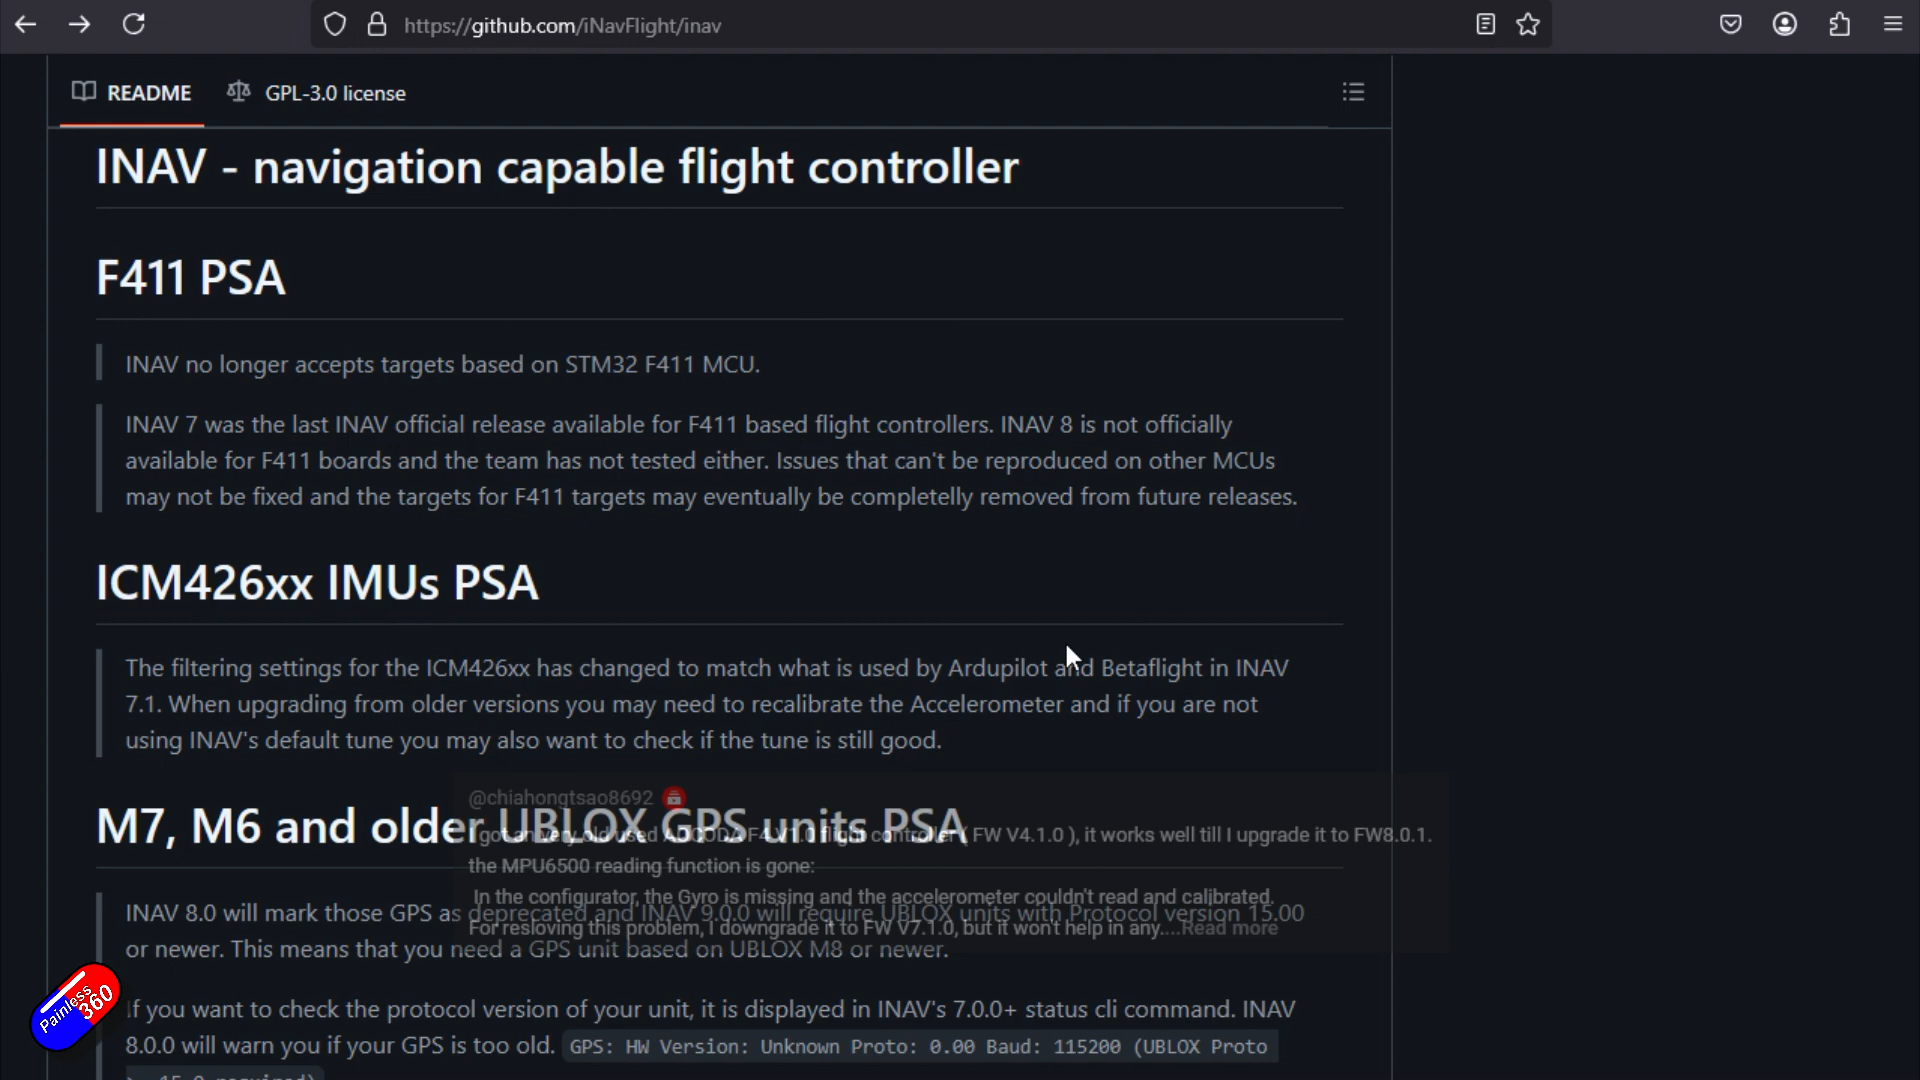 https://github.com/iNavFlight/inav
README
GPL-3.0 license
INAV - navigation capable flight controller
F411 PSA
INAV no longer accepts targets based on STM32 F411 MCU.
INAV 7 was the last INAV official release available for F411 based flight controllers. INAV 8 is not officially
available for F411 boards and the team has not tested either. Issues that can't be reproduced on other MCUs
may not be fixed and the targets for F411 targets may eventually be completelly removed from future releases.
ICM426xx IMUs PSA
The filtering settings for the ICM426xx has changed to match what is used by Ardupilot and Betaflight in INAV
7.1. When upgrading from older versions you may need to recalibrate the Accelerometer and if you are not
using INAV's default tune you may also want to check if the tune is still good.
@chiahongtsao8692
M7, M6 and older UBLOX GPS units PSA
I got an very old used F4 V1.0 flight controller ( FW V4.1.0 ), it works well till I upgrade it to FW8.0.1.
the MPU6500 reading function is gone:
In the configurator, the Gyro is missing and the accelerometer couldn't read and calibrated.
INAV 8.0 will mark those GPS as deprecated and INAV 9.0.0 will require UBLOX units with Protocol version 15.00
For resloving this problem, I downgrade it to FW V7.1.0, but it won't help in any....Read more
or newer. This means that you need a GPS unit based on UBLOX M8 or newer.
If you want to check the protocol version of your unit, it is displayed in INAV's 7.0.0+ status cli command. INAV
8.0.0 will warn you if your GPS is too old. GPS: HW Version: Unknown Proto: 0.00 Baud: 115200 (UBLOX Proto
Painless
360